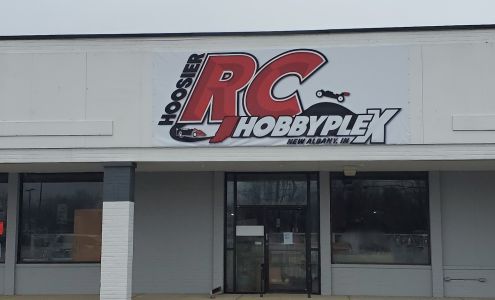 HOOSIER
RC
HOBBYPLEX
NEW ALBANY, IN